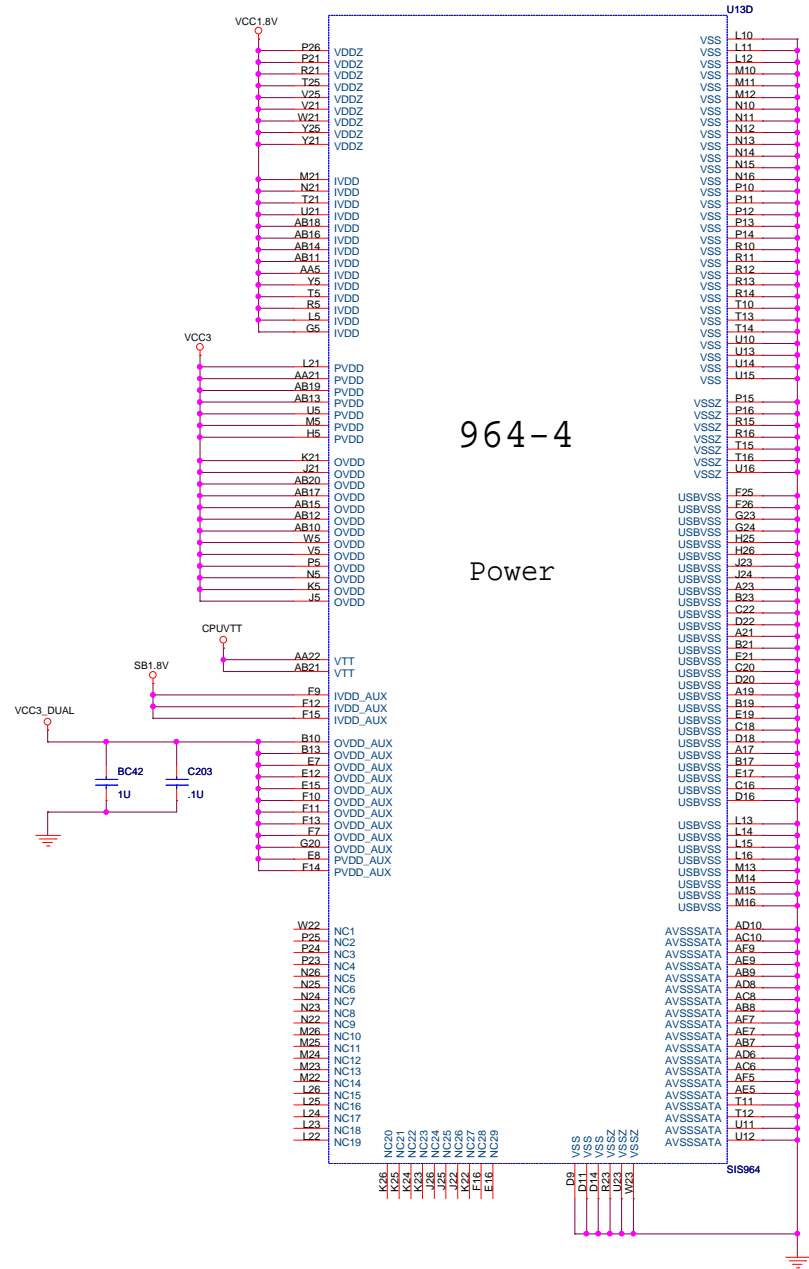 U13D
VCC1.8V
P26 VDDZ
P21 VDDZ
R21 VDDZ
T25 VDDZ
V25 VDDZ
V21 VDDZ
W21 VDDZ
Y25 VDDZ
Y21 VDDZ
M21 IVDD
N21 IVDD
T21 IVDD
U21 IVDD
AB18 IVDD
AB16 IVDD
AB14 IVDD
AB11 IVDD
AA5 IVDD
Y5 IVDD
T5 IVDD
R5 IVDD
L5 IVDD
G5 IVDD
VCC3
L21 PVDD
AA21 PVDD
AB19 PVDD
AB13 PVDD
U5 PVDD
M5 PVDD
H5 PVDD
K21 OVDD
J21 OVDD
AB20 OVDD
AB17 OVDD
AB15 OVDD
AB12 OVDD
AB10 OVDD
W5 OVDD
V5 OVDD
P5 OVDD
N5 OVDD
K5 OVDD
J5 OVDD
CPUVTT
AA22 VTT
AB21 VTT
SB1.8V
F9 IVDD_AUX
F12 IVDD_AUX
F15 IVDD_AUX
VCC3_DUAL
B10 OVDD_AUX
B13 OVDD_AUX
E7 OVDD_AUX
E12 OVDD_AUX
E15 OVDD_AUX
F10 OVDD_AUX
F11 OVDD_AUX
F13 OVDD_AUX
F7 OVDD_AUX
G20 OVDD_AUX
E8 PVDD_AUX
F14 PVDD_AUX
BC42
1U
C203
.1U
W22 NC1
P25 NC2
P24 NC3
P23 NC4
N26 NC5
N25 NC6
N24 NC7
N23 NC8
N22 NC9
M26 NC10
M25 NC11
M24 NC12
M23 NC13
M22 NC14
L26 NC15
L25 NC16
L24 NC17
L23 NC18
L22 NC19
964-4
Power
VSS L10
VSS L11
VSS L12
VSS M10
VSS M11
VSS M12
VSS N10
VSS N11
VSS N12
VSS N13
VSS N14
VSS N15
VSS N16
VSS P10
VSS P11
VSS P12
VSS P13
VSS P14
VSS R10
VSS R11
VSS R12
VSS R13
VSS R14
VSS T10
VSS T13
VSS T14
VSS U10
VSS U13
VSS U14
VSS U15
VSSZ P15
VSSZ P16
VSSZ R15
VSSZ R16
VSSZ T15
VSSZ T16
VSSZ U16
USBVSS F25
USBVSS F26
USBVSS G23
USBVSS G24
USBVSS H25
USBVSS H26
USBVSS J23
USBVSS J24
USBVSS A23
USBVSS B23
USBVSS C22
USBVSS D22
USBVSS A21
USBVSS B21
USBVSS E21
USBVSS C20
USBVSS D20
USBVSS A19
USBVSS B19
USBVSS E19
USBVSS C18
USBVSS D18
USBVSS A17
USBVSS B17
USBVSS E17
USBVSS C16
USBVSS D16
USBVSS L13
USBVSS L14
USBVSS L15
USBVSS L16
USBVSS M13
USBVSS M14
USBVSS M15
USBVSS M16
AVSSSATA AD10
AVSSSATA AC10
AVSSSATA AF9
AVSSSATA AE9
AVSSSATA AB9
AVSSSATA AD8
AVSSSATA AC8
AVSSSATA AB8
AVSSSATA AF7
AVSSSATA AE7
AVSSSATA AB7
AVSSSATA AD6
AVSSSATA AC6
AVSSSATA AF5
AVSSSATA AE5
AVSSSATA T11
AVSSSATA T12
AVSSSATA U11
AVSSSATA U12
SIS964
K26 NC20
K25 NC21
K24 NC22
K23 NC23
J26 NC24
J25 NC25
J22 NC26
K22 NC27
F16 NC28
E16 NC29
D9 VSS
D11 VSS
D14 VSS
R23 VSSZ
U23 VSSZ
W23 VSSZ